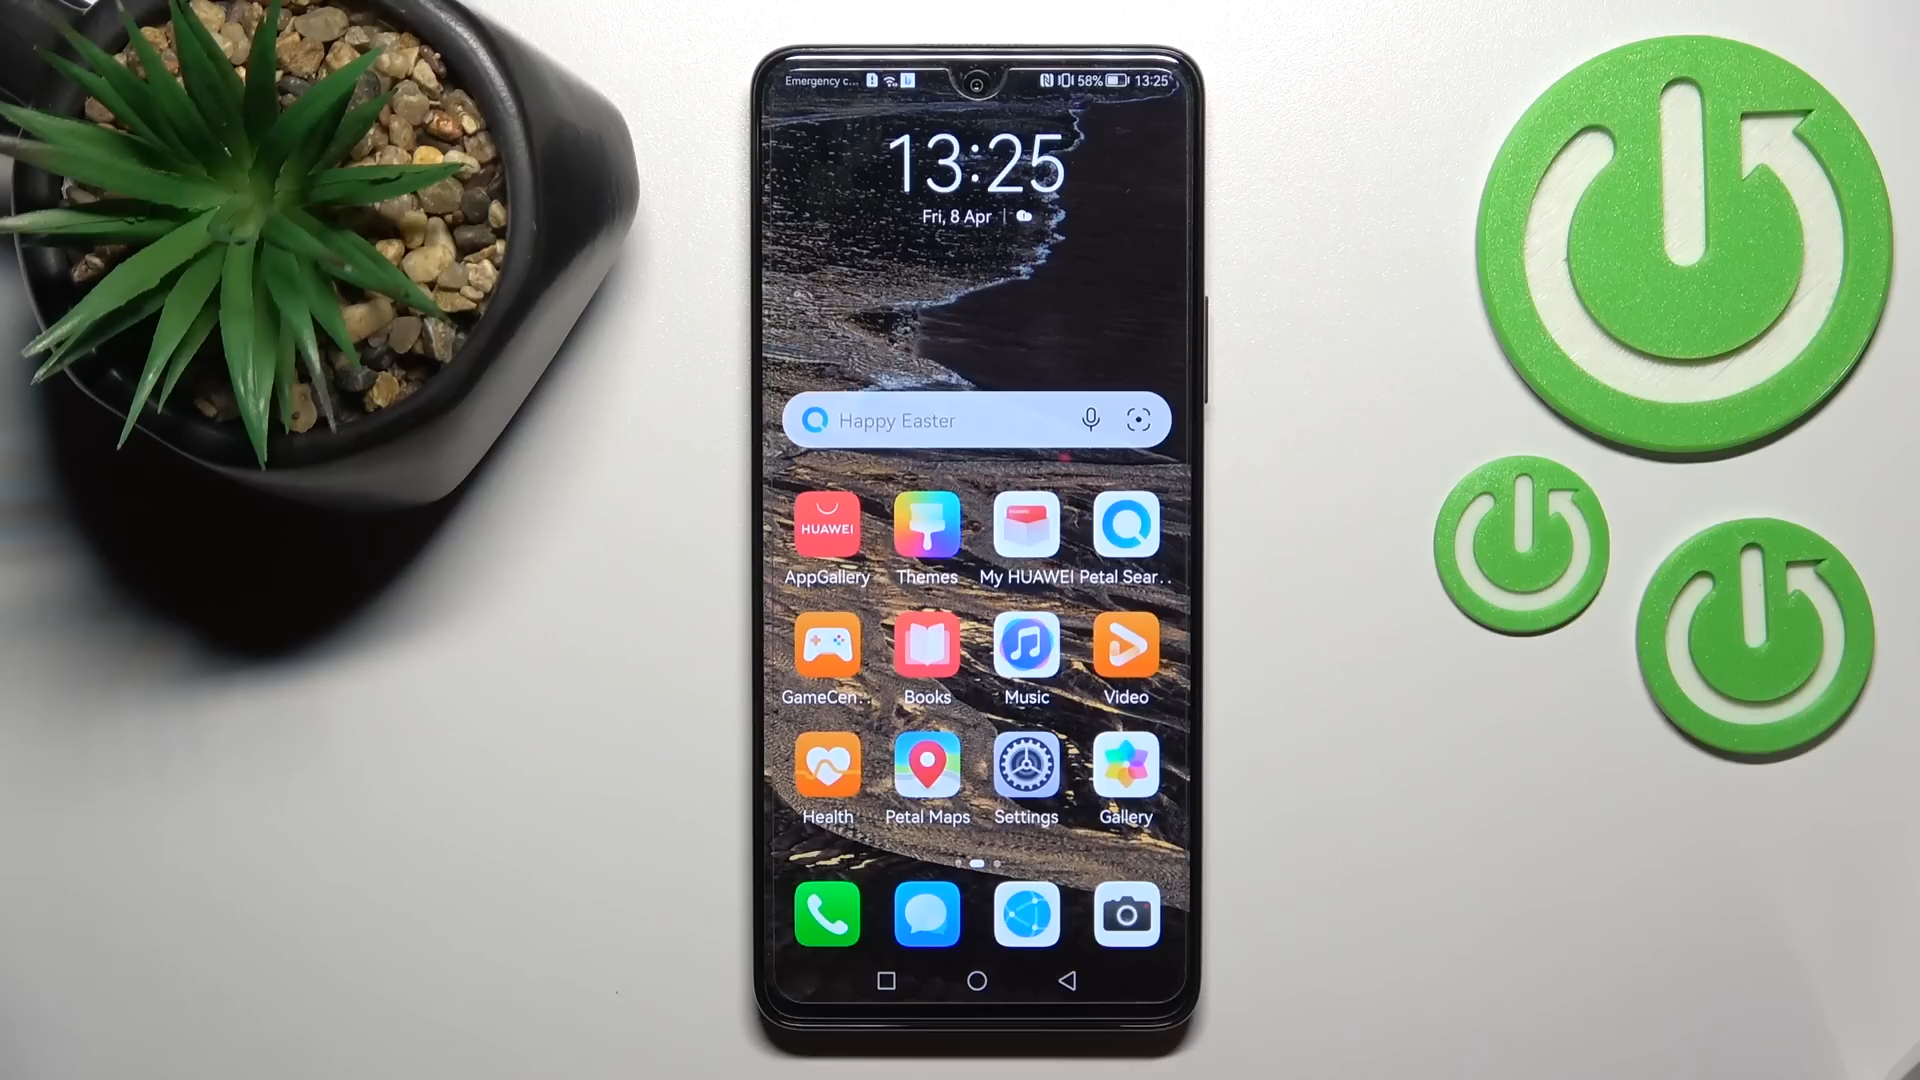 Emergency c... 58% 13:25
13:25
Fri, 8 Apr
Happy Easter
HUAWEI HUAWEI
AppGallery Themes My HUAWEI Petal Sear..
GameCen.. Books Music Video
Health Petal Maps Settings Gallery